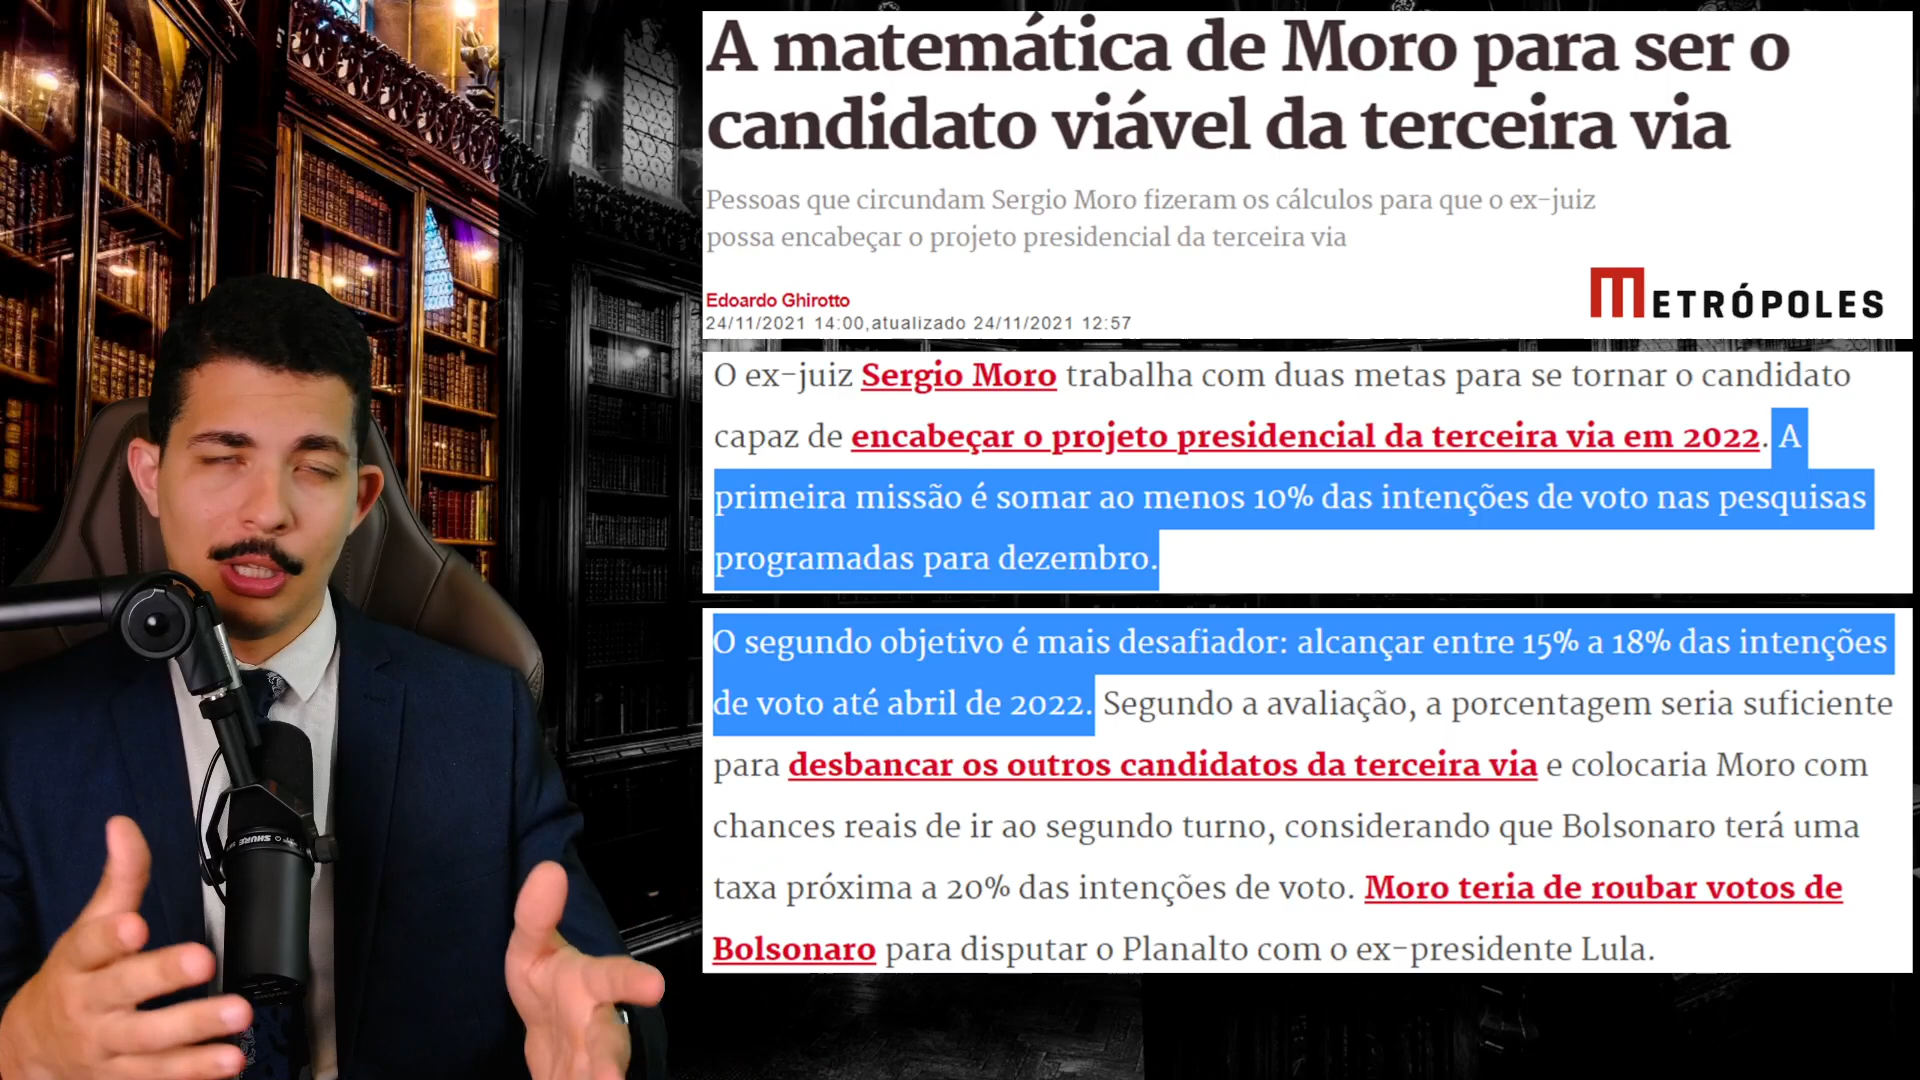 A matemática de Moro para ser o
candidato viável da terceira via
Pessoas que circundam Sergio Moro fizeram os cálculos para que o ex-juiz
possa encabeçar o projeto presidencial da terceira via
Edoardo Ghirotto
24/11/2021 14:00,atualizado 24/11/2021 12:57
METRÓPOLES
O ex-juiz Sergio Moro trabalha com duas metas para se tornar o candidato
capaz de encabeçar o projeto presidencial da terceira via em 2022. A
primeira missão é somar ao menos 10% das intenções de voto nas pesquisas
programadas para dezembro.
O segundo objetivo é mais desafiador: alcançar entre 15% a 18% das intenções
de voto até abril de 2022. Segundo a avaliação, a porcentagem seria suficiente
para desbancar os outros candidatos da terceira via e colocaria Moro com
chances reais de ir ao segundo turno, considerando que Bolsonaro terá uma
taxa próxima a 20% das intenções de voto. Moro teria de roubar votos de
Bolsonaro para disputar o Planalto com o ex-presidente Lula.
SHURE